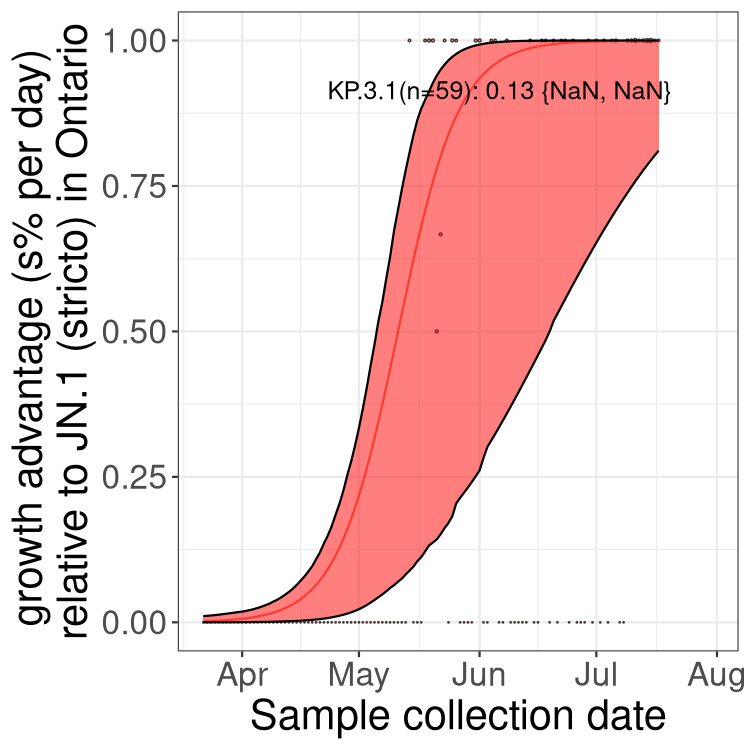 growth advantage (s% per day)
relative to JN.1 (stricto) in Ontario
1.00
0.75
0.50
0.25
0.00
KP.3.1(n=59): 0.13 {NaN, NaN}
Apr May Jun Jul Aug
Sample collection date